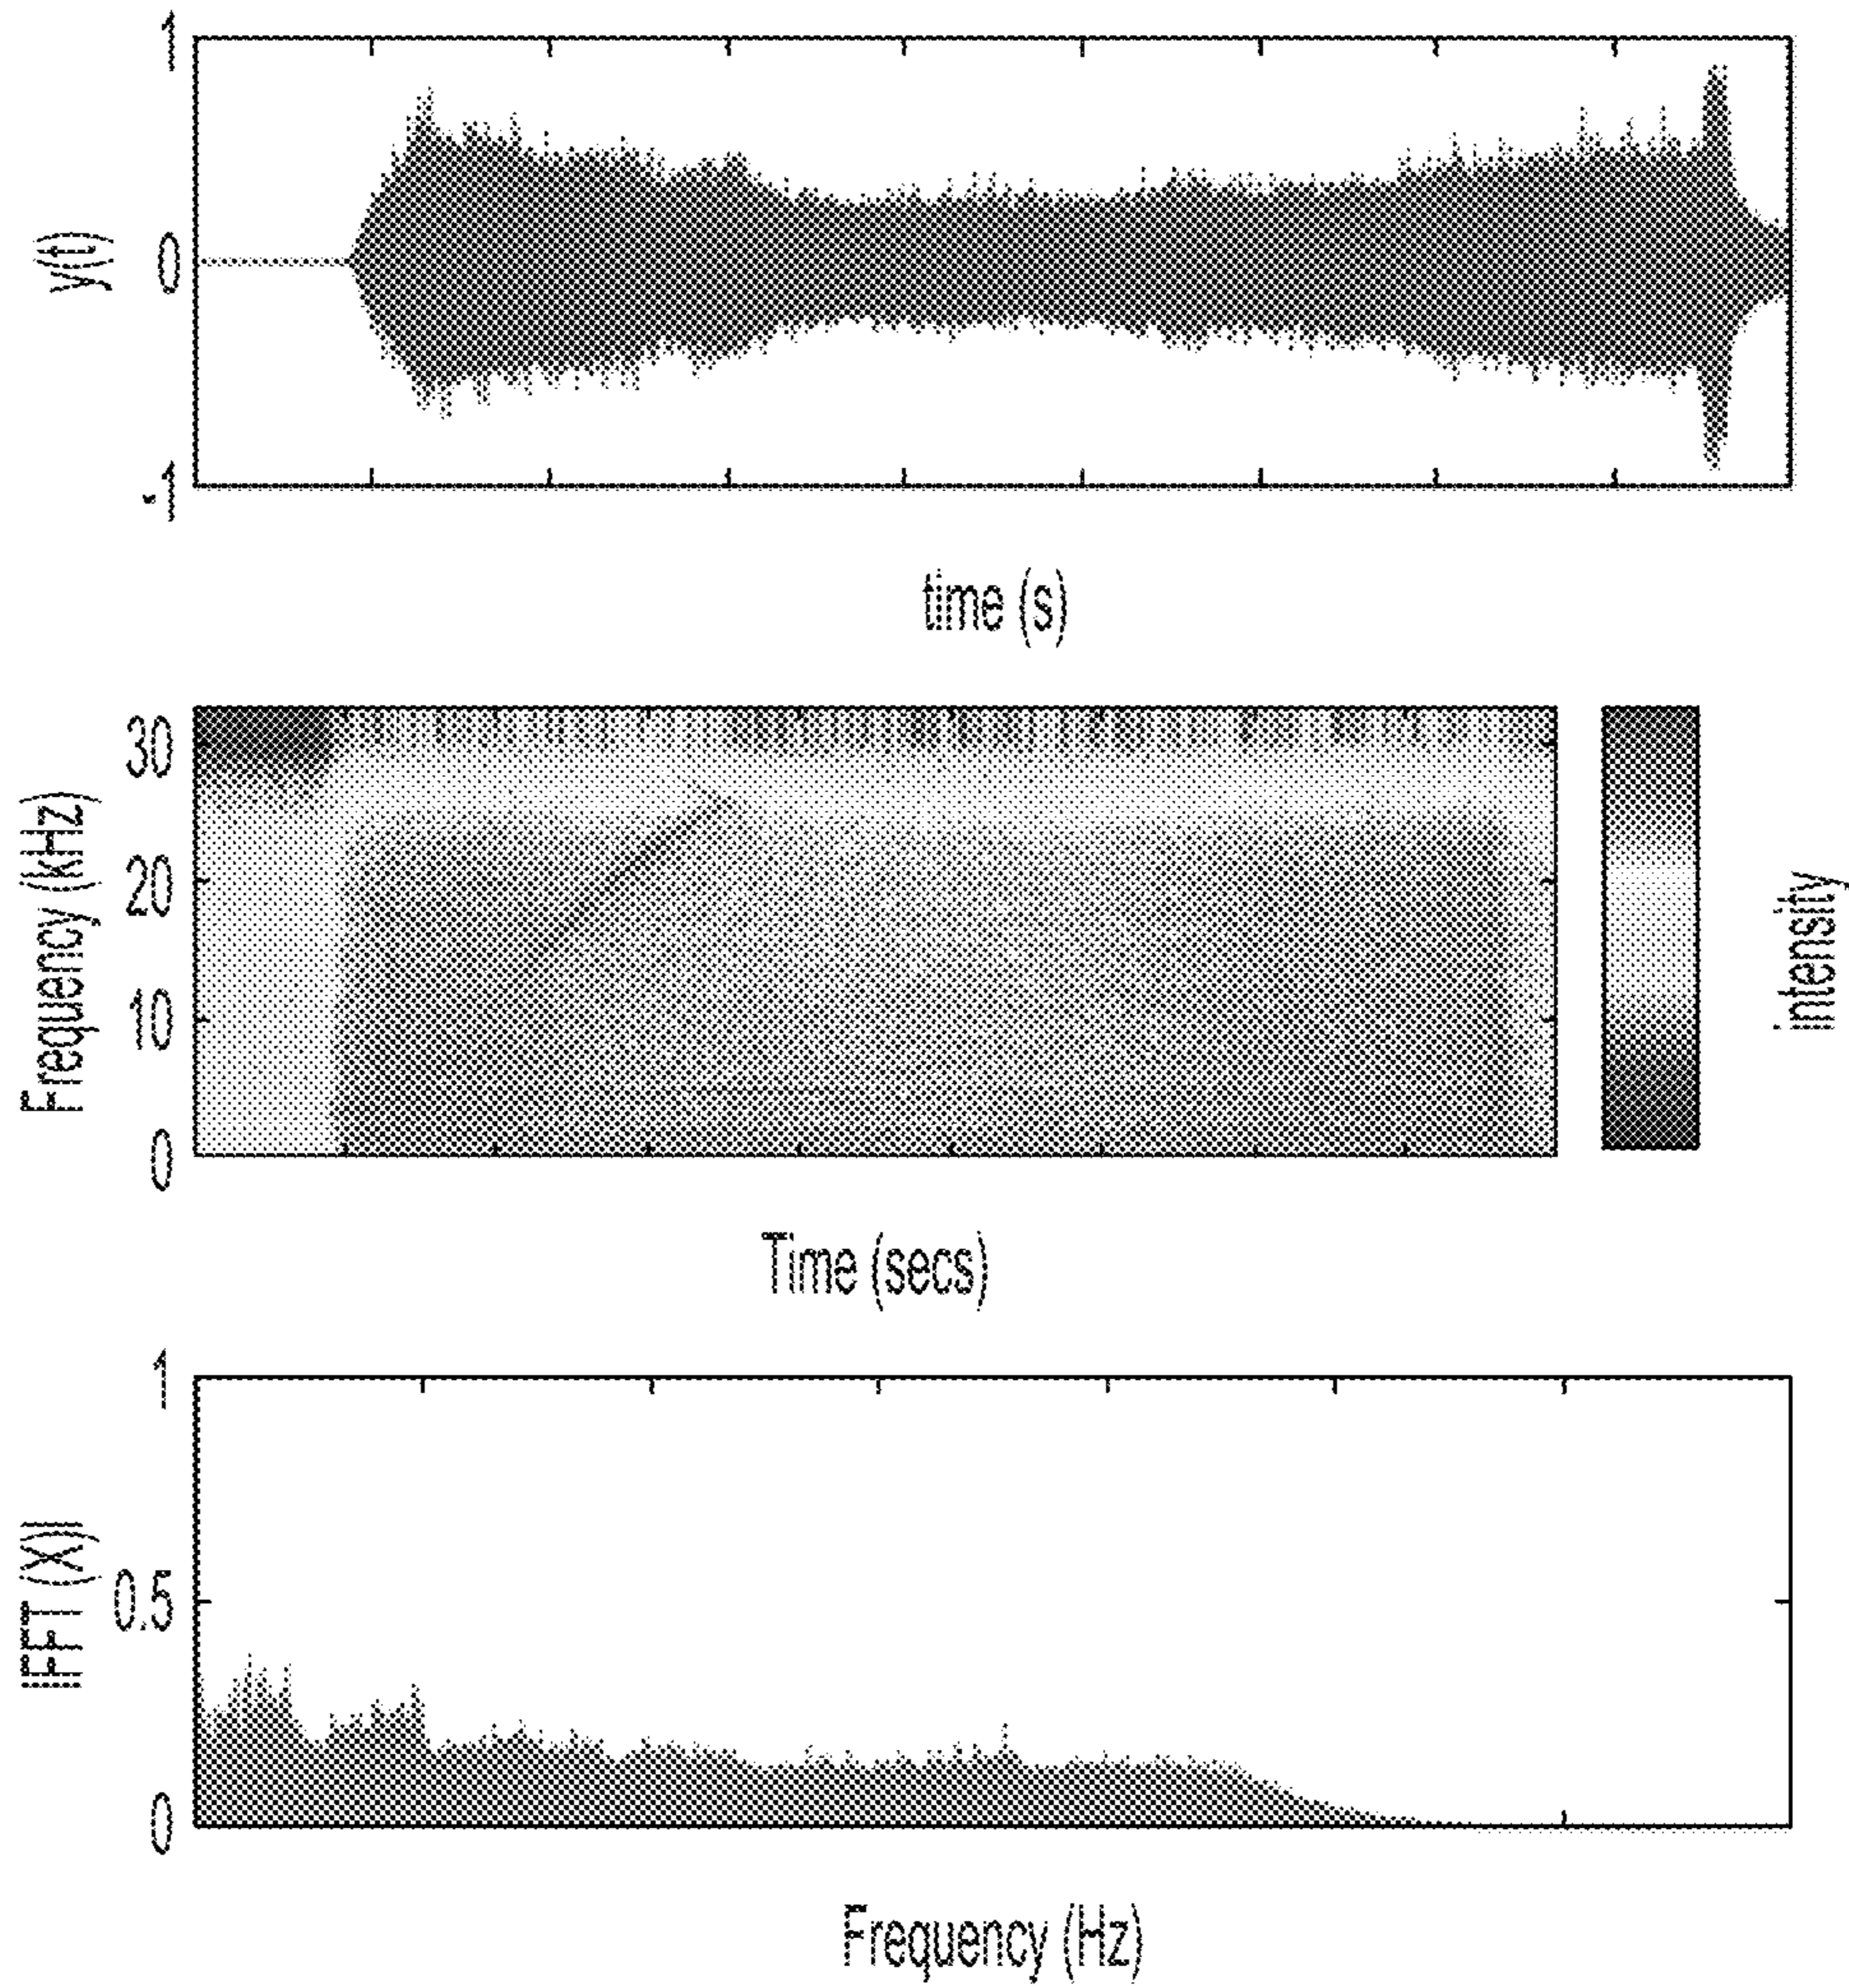 1
y(t)
0
-1
time (s)
30
Frequency (kHz)
20
10
0
intensity
Time (secs)
1
|FFT (X)|
0.5
0
Frequency (Hz)